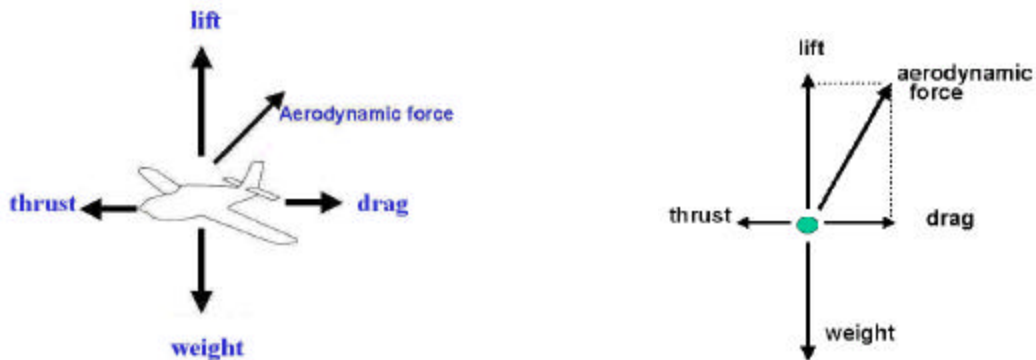 lift
Aerodynamic force
thrust
drag
weight
lift
aerodynamic
force
thrust
drag
weight